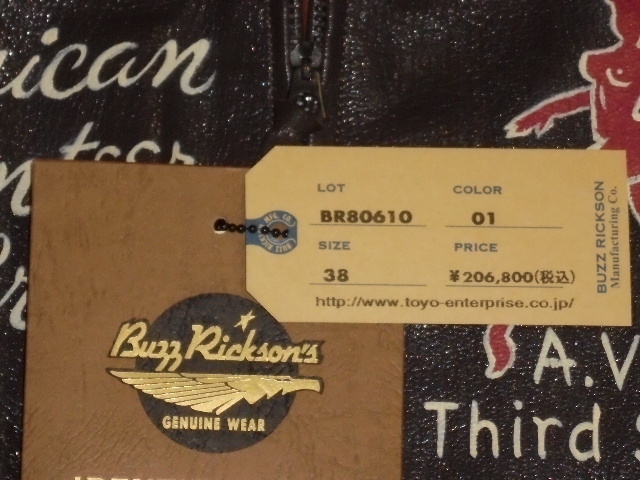 ican
LOT COLOR
BR80610 01
SIZE PRICE
38 ¥206,800(税込)
http://www.toyo-enterprise.co.jp/
BUZZ RICKSON
Manufacturing Co.
Buzz Rickson's
GENUINE WEAR
A.V
Third S